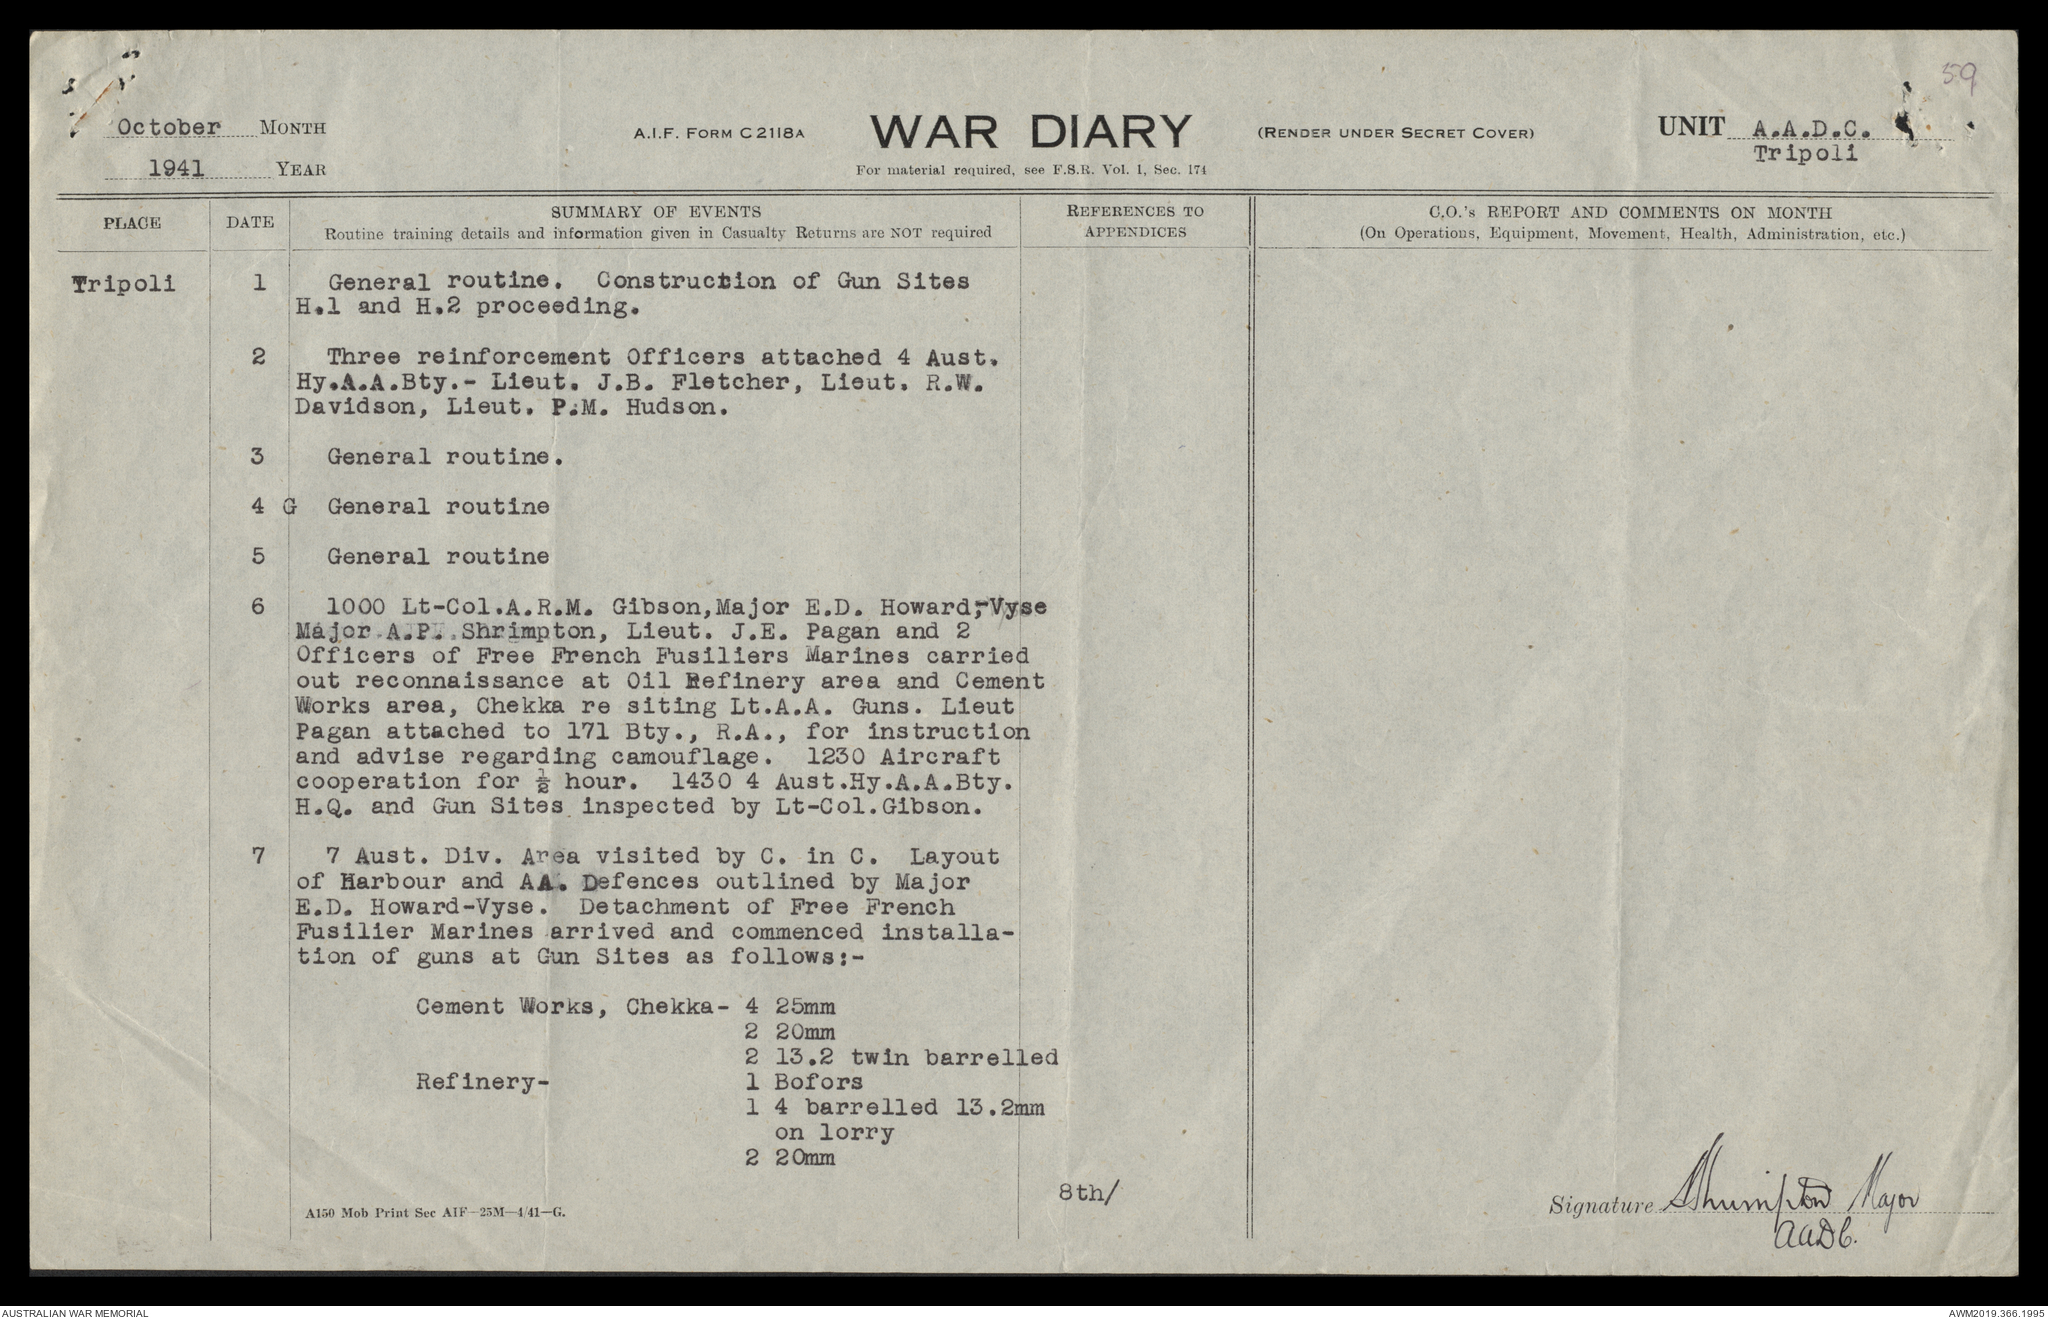 59
October MONTH
1941 YEAR
A.I.F. FORM C2118A
WAR DIARY
(RENDER UNDER SECRET COVER)
For material required, see F.S.R. Vol. 1, Sec. 174
UNIT A.A.D.C.
Tripoli
PLACE
DATE
SUMMARY OF EVENTS
Routine training details and information given in Casualty Returns are NOT required
REFERENCES TO
APPENDICES
C.O.'s REPORT AND COMMENTS ON MONTH
(On Operations, Equipment, Movement, Health, Administration, etc.)
Tripoli 1 General routine. Construction of Gun Sites
H.1 and H.2 proceeding.
2 Three reinforcement Officers attached 4 Aust.
Hy.A.A.Bty.- Lieut. J.B. Fletcher, Lieut. R.W.
Davidson, Lieut. P.M. Hudson.
3 General routine.
4 G General routine
5 General routine
6 1000 Lt-Col.A.R.M. Gibson,Major E.D. Howard,-Vyse
Major A.P. Shrimpton, Lieut. J.E. Pagan and 2
Officers of Free French Fusiliers Marines carried
out reconnaissance at Oil Refinery area and Cement
Works area, Chekka re siting Lt.A.A. Guns. Lieut
Pagan attached to 171 Bty., R.A., for instruction
and advise regarding camouflage. 1230 Aircraft
cooperation for ½ hour. 1430 4 Aust.Hy.A.A.Bty.
H.Q. and Gun Sites inspected by Lt-Col.Gibson.
7 7 Aust. Div. Area visited by C. in C. Layout
of Harbour and AA. Defences outlined by Major
E.D. Howard-Vyse. Detachment of Free French
Fusilier Marines arrived and commenced installa-
tion of guns at Gun Sites as follows:-
Cement Works, Chekka- 4 25mm
2 20mm
2 13.2 twin barrelled
Refinery- 1 Bofors
1 4 barrelled 13.2mm
on lorry
2 20mm
8th/
A150 Mob Print Sec AIF-25M-4/41-G.
Signature AShrimpton Major
AADC.
AUSTRALIAN WAR MEMORIAL
AWM2019.366.1995